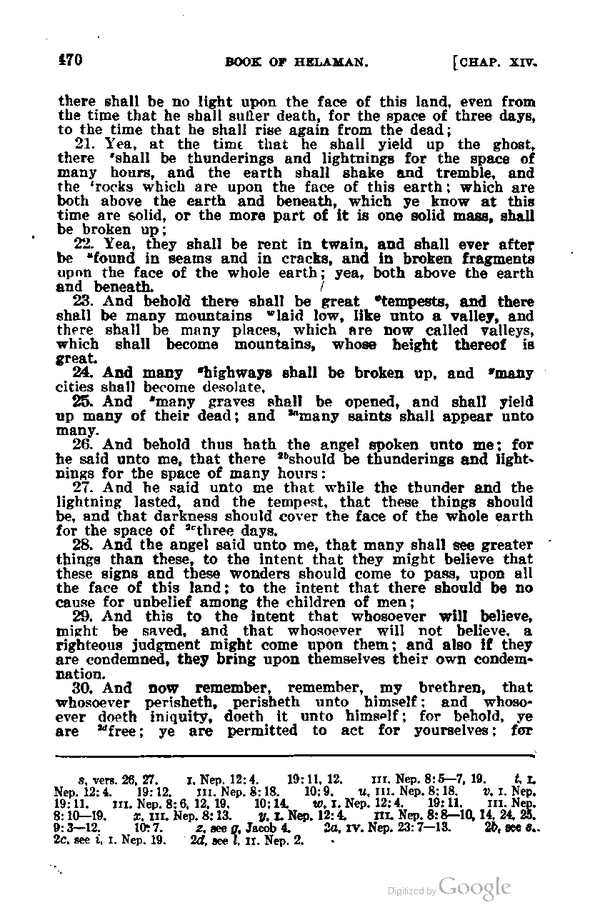 470 BOOK OF HELAMAN. [CHAP. XIV.
there shall be no light upon the face of this land, even from
the time that he shall suffer death, for the space of three days,
to the time that he shall rise again from the dead;
21. Yea, at the time that he shall yield up the ghost,
there ˢshall be thunderings and lightnings for the space of
many hours, and the earth shall shake and tremble, and
the ᵗrocks which are upon the face of this earth; which are
both above the earth and beneath, which ye know at this
time are solid, or the more part of it is one solid mass, shall
be broken up;
22. Yea, they shall be rent in twain, and shall ever after
be ᵘfound in seams and in cracks, and in broken fragments
upon the face of the whole earth; yea, both above the earth
and beneath.
23. And behold there shall be great ᵛtempests, and there
shall be many mountains ʷlaid low, like unto a valley, and
there shall be many places, which are now called valleys,
which shall become mountains, whose height thereof is
great.
24. And many ˣhighways shall be broken up, and ʸmany
cities shall become desolate.
25. And ᶻmany graves shall be opened, and shall yield
up many of their dead; and ²ᵃmany saints shall appear unto
many.
26. And behold thus hath the angel spoken unto me; for
he said unto me, that there ²ᵇshould be thunderings and light-
nings for the space of many hours:
27. And he said unto me that while the thunder and the
lightning lasted, and the tempest, that these things should
be, and that darkness should cover the face of the whole earth
for the space of ²ᶜthree days.
28. And the angel said unto me, that many shall see greater
things than these, to the intent that they might believe that
these signs and these wonders should come to pass, upon all
the face of this land; to the intent that there should be no
cause for unbelief among the children of men;
29. And this to the intent that whosoever will believe,
might be saved, and that whosoever will not believe, a
righteous judgment might come upon them; and also if they
are condemned, they bring upon themselves their own condem-
nation.
30. And now remember, remember, my brethren, that
whosoever perisheth, perisheth unto himself; and whoso-
ever doeth iniquity, doeth it unto himself; for behold, ye
are ²ᵈfree; ye are permitted to act for yourselves; for
s, vers. 26, 27. I. Nep. 12:4. 19:11, 12. III. Nep. 8:5—7, 19. t, I.
Nep. 12:4. 19:12. III. Nep. 8:18. 10:9. u, III. Nep. 8:18. v, I. Nep.
19:11. III. Nep. 8:6, 12, 19. 10:14. w, I. Nep. 12:4. 19:11. III. Nep.
8:10—19. x, III. Nep. 8:13. y, I. Nep. 12:4. III. Nep. 8:8—10, 14, 24, 25.
9:3—12. 10:7. z, see g, Jacob 4. 2a, IV. Nep. 23:7—13. 2b, see s.
2c, see i, I. Nep. 19. 2d, see l, II. Nep. 2.
Digitized by Google